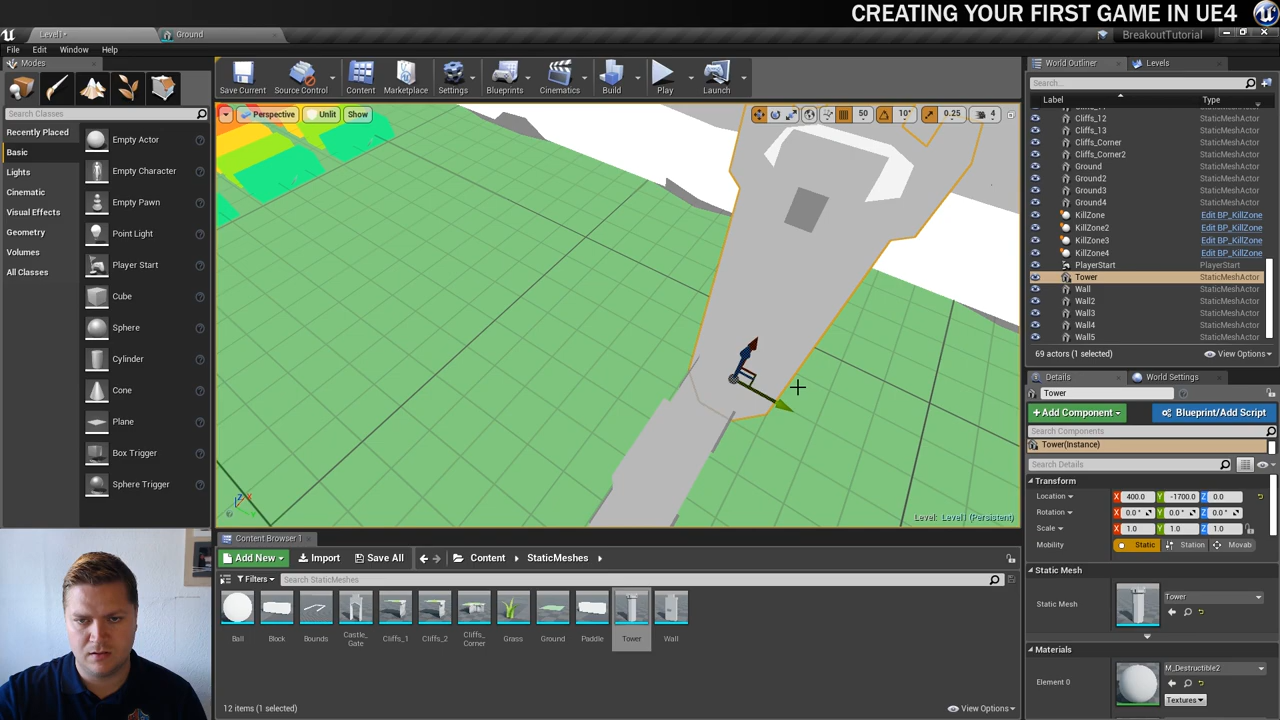 CREATING YOUR FIRST GAME IN UE4
Level1*
Ground
File Edit Window Help
BreakoutTutorial
Modes
Search Classes
Recently Placed
Basic
Lights
Cinematic
Visual Effects
Geometry
Volumes
All Classes
Empty Actor
Empty Character
Empty Pawn
Point Light
Player Start
Cube
Sphere
Cylinder
Cone
Plane
Box Trigger
Sphere Trigger
Save Current Source Control Content Marketplace Settings Blueprints Cinematics Build Play Launch
Perspective Unlit Show
50 10° 0.25 4
Level: Level1 (Persistent)
World Outliner Levels
Search...
Label Type
Cliffs_12 StaticMeshActor
Cliffs_13 StaticMeshActor
Cliffs_Corner StaticMeshActor
Cliffs_Corner2 StaticMeshActor
Ground StaticMeshActor
Ground2 StaticMeshActor
Ground3 StaticMeshActor
Ground4 StaticMeshActor
KillZone Edit BP_KillZone
KillZone2 Edit BP_KillZone
KillZone3 Edit BP_KillZone
KillZone4 Edit BP_KillZone
PlayerStart PlayerStart
Tower StaticMeshActor
Wall StaticMeshActor
Wall2 StaticMeshActor
Wall3 StaticMeshActor
Wall4 StaticMeshActor
Wall5 StaticMeshActor
69 actors (1 selected) View Options
Details World Settings
Tower
+Add Component Blueprint/Add Script
Search Components
Tower(Instance)
Search Details
Transform
Location X 400.0 Y -1700.0 Z 0.0
Rotation X 0.0° Y 0.0° Z 0.0°
Scale X 1.0 Y 1.0 Z 1.0
Mobility Static Station Movab
Static Mesh
Static Mesh Tower
Materials
Element 0 M_Destructible2
Textures
Content Browser 1
Add New Import Save All Content StaticMeshes
Filters Search StaticMeshes
Ball Block Bounds Castle_Gate Cliffs_1 Cliffs_2 Cliffs_Corner Grass Ground Paddle Tower Wall
12 items (1 selected) View Options